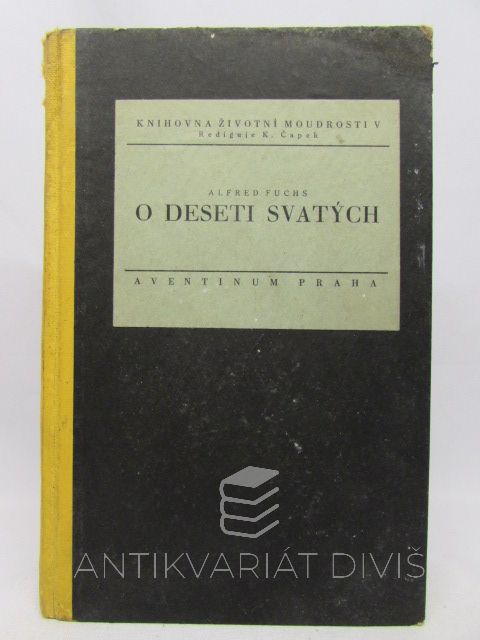 KNIHOVNA ŽIVOTNÍ MOUDROSTI V
Rediguje K. Čapek
ALFRED FUCHS
O DESETI SVATÝCH
AVENTINUM PRAHA
ANTIKVARIÁT DIVIŠ